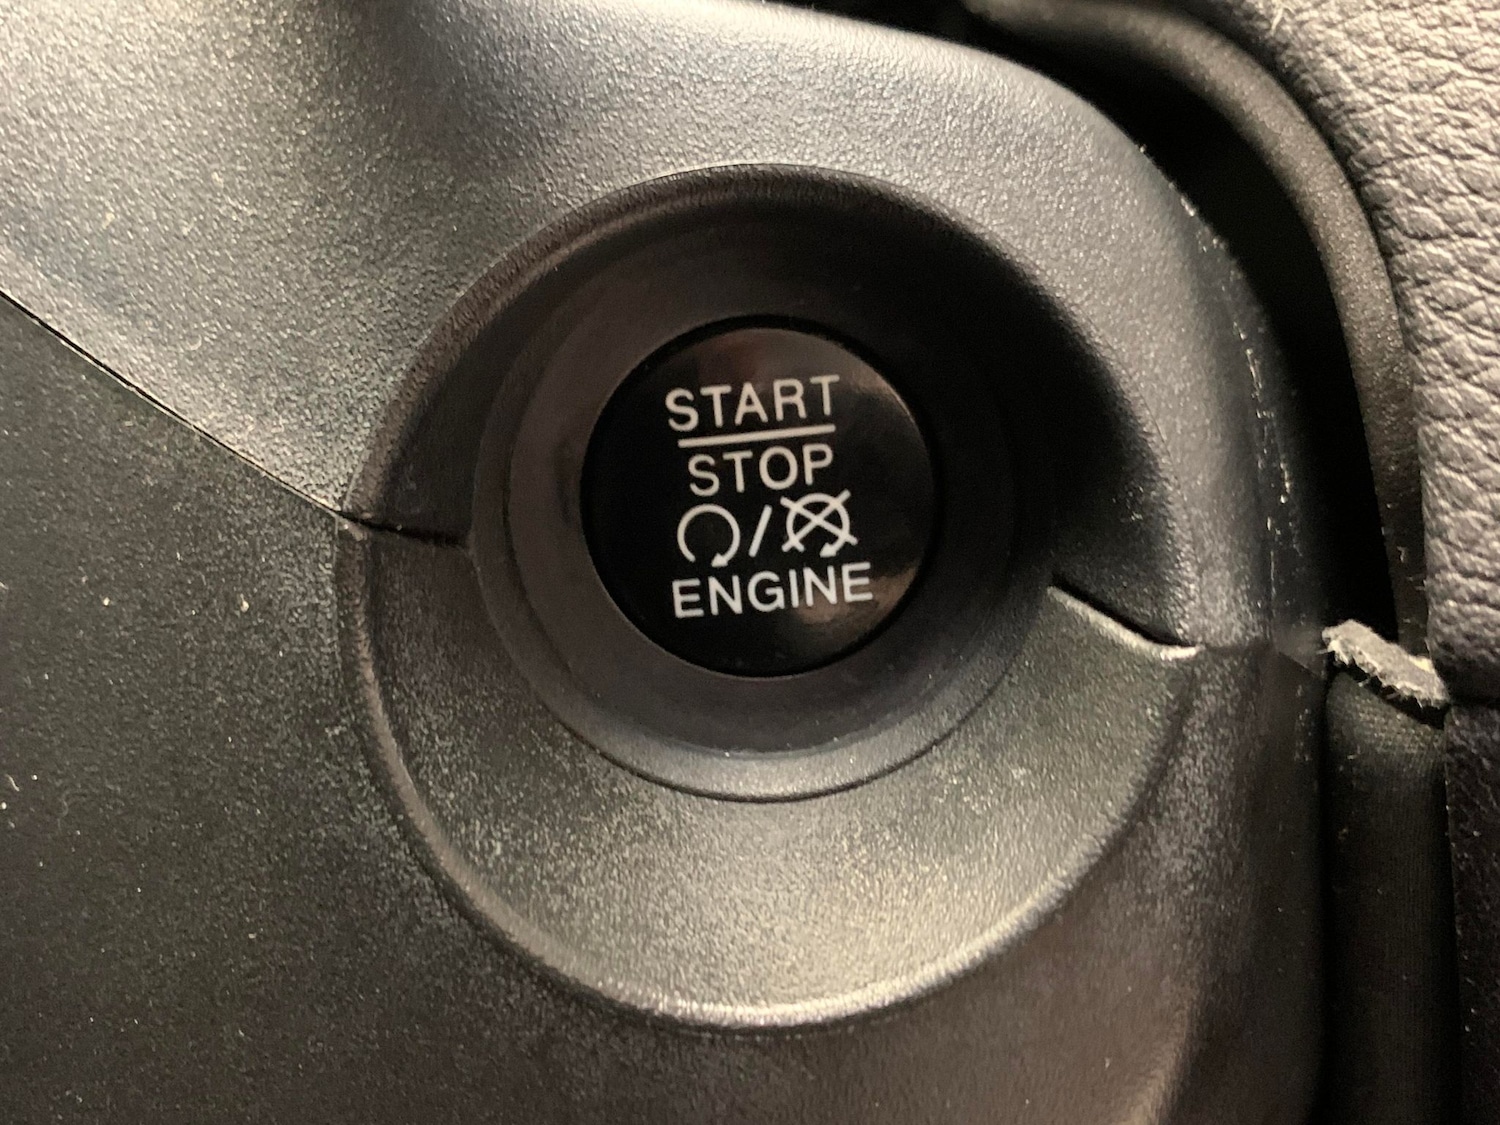 START
STOP
/
ENGINE